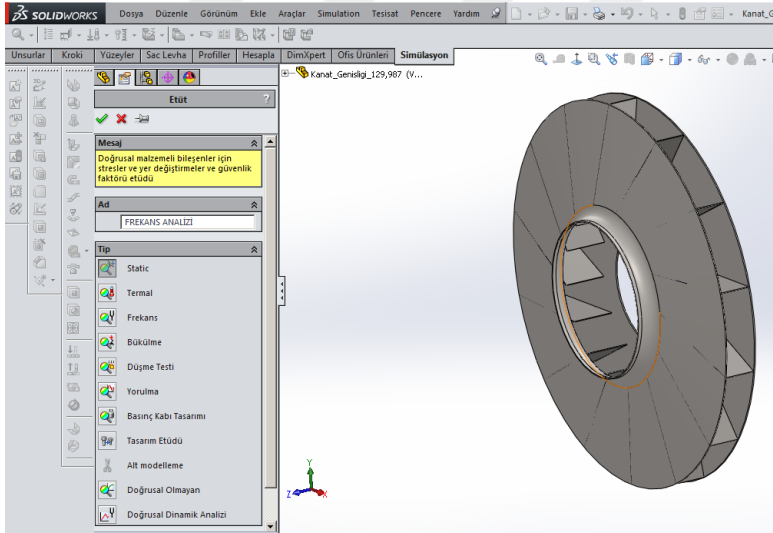 SOLIDWORKS Dosya Düzenle Görünüm Ekle Araçlar Simulation Tesisat Pencere Yardım Kanat_G
Unsurlar Kroki Yüzeyler Sac Levha Profiller Hesapla DimXpert Ofis Ürünleri Simülasyon
Kanat_Genisligi_129,987 (V...
Etüt ?
Mesaj
Doğrusal malzemeli bileşenler için
stresler ve yer değiştirmeler ve güvenlik
faktörü etüdü
Ad
FREKANS ANALİZİ
Tip
Static
Termal
Frekans
Bükülme
Düşme Testi
Yorulma
Basınç Kabı Tasarımı
Tasarım Etüdü
Alt modelleme
Doğrusal Olmayan
Doğrusal Dinamik Analizi
Y
Z X